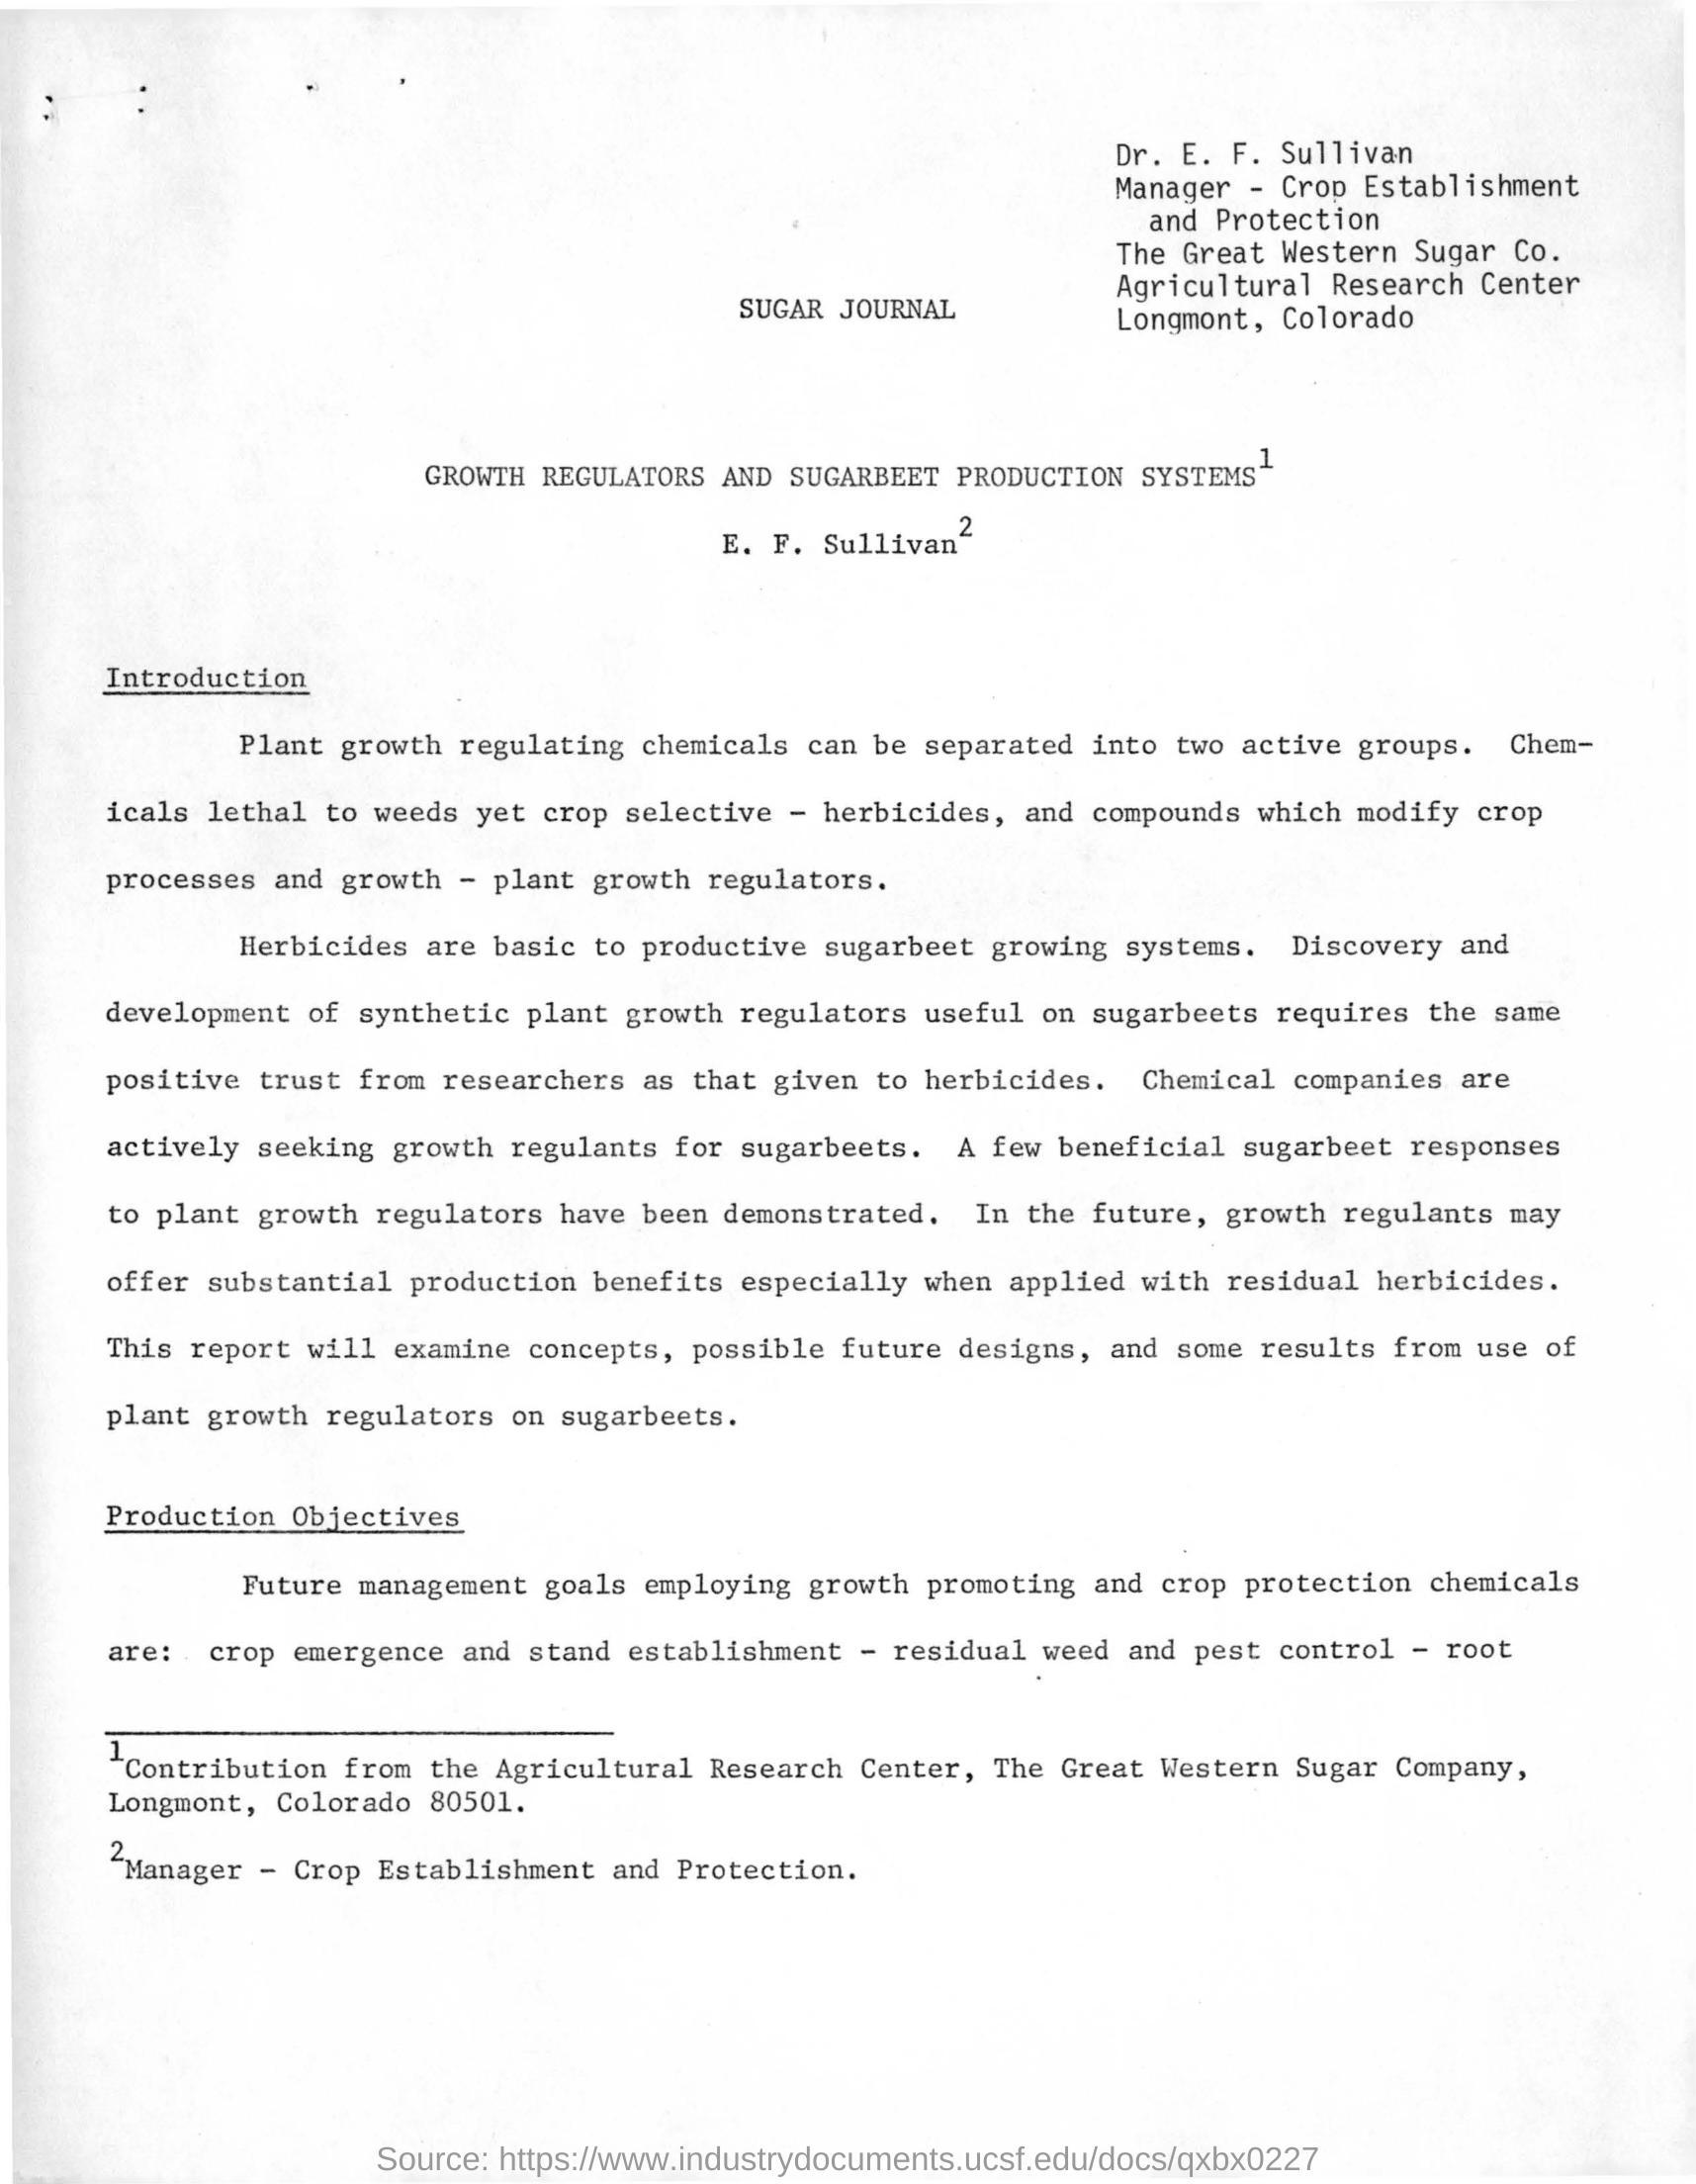 Dr. E. F. Sullivan
Manager - Crop Establishment
and Protection
The Great Western Sugar Co.
Agricultural Research Center
Longmont, Colorado
SUGAR JOURNAL
GROWTH REGULATORS AND SUGARBEET PRODUCTION SYSTEMS1
E. F. Sullivan2
Introduction
Plant growth regulating chemicals can be separated into two active groups. Chem-
icals lethal to weeds yet crop selective - herbicides, and compounds which modify crop
processes and growth - plant growth regulators.
Herbicides are basic to productive sugarbeet growing systems. Discovery and
development of synthetic plant growth regulators useful on sugarbeets requires the same
positive trust from researchers as that given to herbicides. Chemical companies are
actively seeking growth regulants for sugarbeets. A few beneficial sugarbeet responses
to plant growth regulators have been demonstrated. In the future, growth regulants may
offer substantial production benefits especially when applied with residual herbicides.
This report will examine concepts, possible future designs, and some results from use of
plant growth regulators on sugarbeets.
Production Objectives
Future management goals employing growth promoting and crop protection chemicals
are: crop emergence and stand establishment - residual weed and pest control - root
1Contribution from the Agricultural Research Center, The Great Western Sugar Company,
Longmont, Colorado 80501.
2Manager - Crop Establishment and Protection.
Source: https://www.industrydocuments.ucsf.edu/docs/qxbx0227